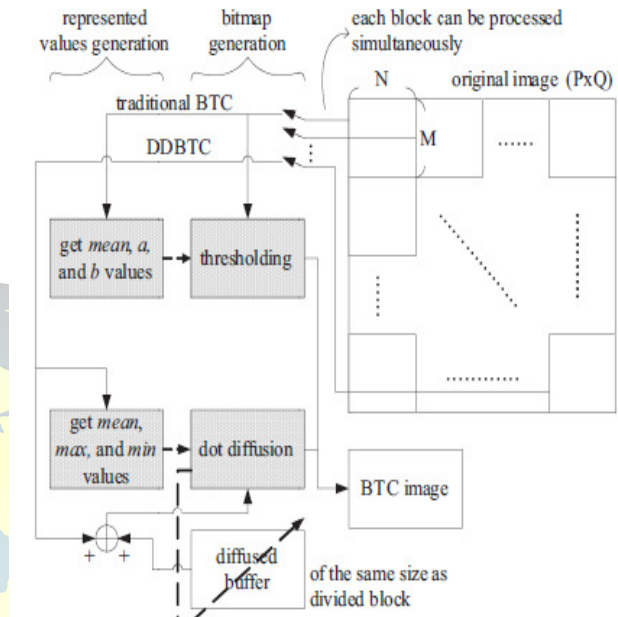 represented
values generation
bitmap
generation
each block can be processed
simultaneously
N
original image (PxQ)
traditional BTC
M
......
DDBTC
get mean, a,
and b values
thresholding
get mean,
max, and min
values
dot diffusion
BTC image
+ +
diffused
buffer
of the same size as
divided block